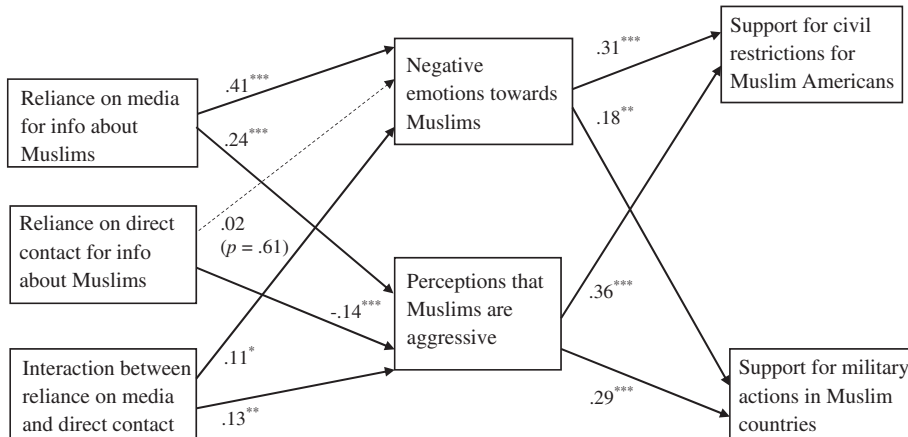 Reliance on media
for info about
Muslims
Reliance on direct
contact for info
about Muslims
Interaction between
reliance on media
and direct contact
.41***
.24***
.02
(p = .61)
-.14***
.11*
.13**
Negative
emotions towards
Muslims
Perceptions that
Muslims are
aggressive
.31***
.18**
.36***
.29***
Support for civil
restrictions for
Muslim Americans
Support for military
actions in Muslim
countries